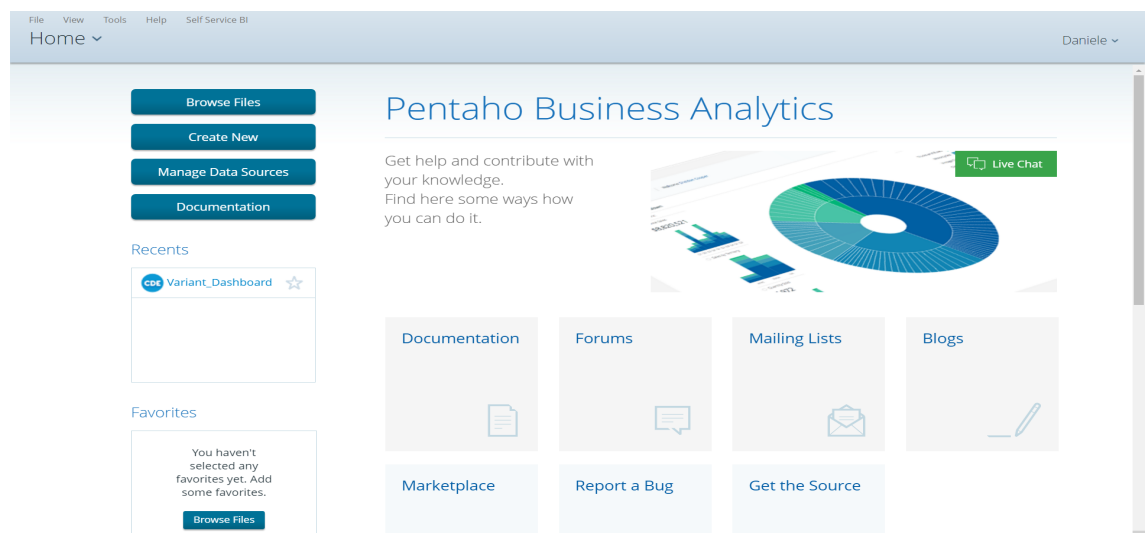 File View Tools Help Self Service BI
Home
Daniele
Browse Files
Create New
Manage Data Sources
Documentation
Recents
CDE Variant_Dashboard
Favorites
You haven't
selected any
favorites yet. Add
some favorites.
Browse Files
Pentaho Business Analytics
Get help and contribute with
your knowledge.
Find here some ways how
you can do it.
Live Chat
Documentation
Forums
Mailing Lists
Blogs
Marketplace
Report a Bug
Get the Source